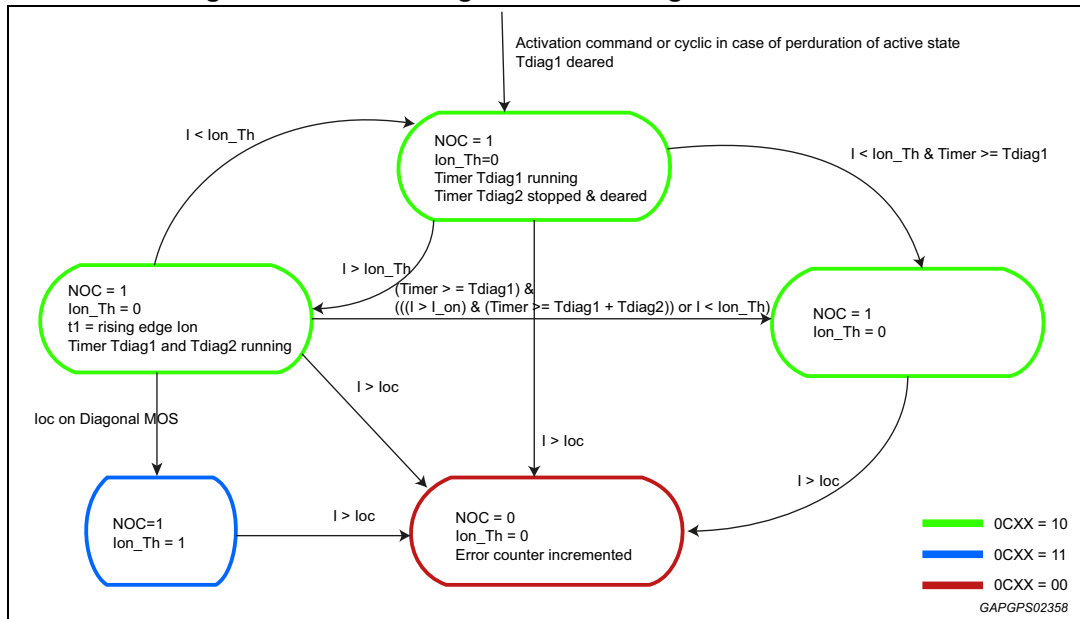 Activation command or cyclic in case of perduration of active state
Tdiag1 deared
I < Ion_Th
NOC = 1
Ion_Th=0
Timer Tdiag1 running
Timer Tdiag2 stopped & deared
I < Ion_Th & Timer >= Tdiag1
I > Ion_Th
(Timer > = Tdiag1) &
(((I > I_on) & (Timer >= Tdiag1 + Tdiag2)) or I < Ion_Th)
NOC = 1
Ion_Th = 0
t1 = rising edge Ion
Timer Tdiag1 and Tdiag2 running
NOC = 1
Ion_Th = 0
I > Ioc
Ioc on Diagonal MOS
I > Ioc
I > Ioc
NOC=1
Ion_Th = 1
I > Ioc
NOC = 0
Ion_Th = 0
Error counter incremented
0CXX = 10
0CXX = 11
0CXX = 00
GAPGPS02358